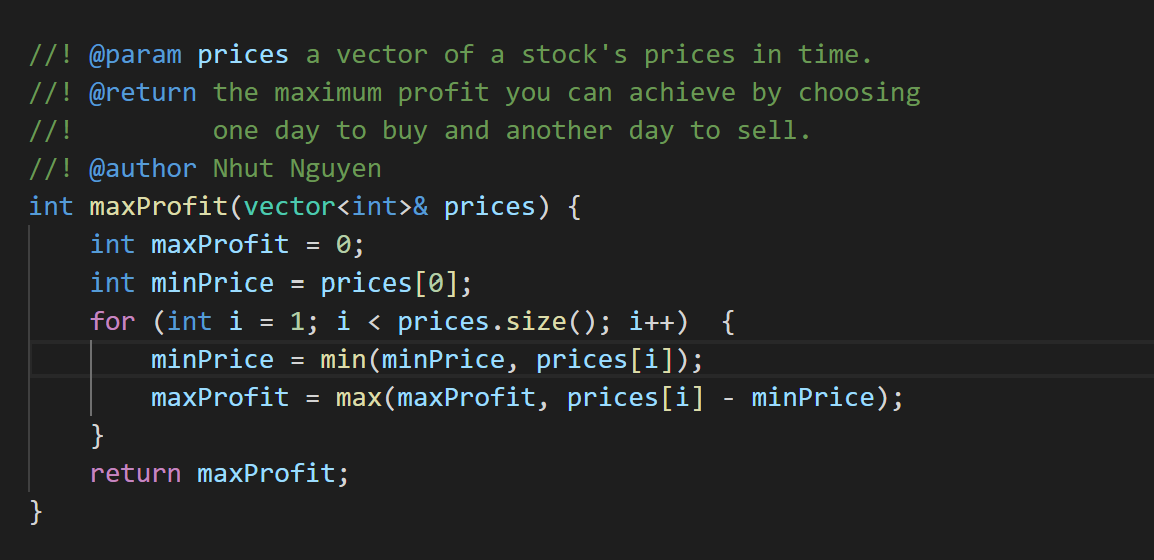 //! @param prices a vector of a stock's prices in time.
//! @return the maximum profit you can achieve by choosing
//!         one day to buy and another day to sell.
//! @author Nhut Nguyen
int maxProfit(vector<int>& prices) {
    int maxProfit = 0;
    int minPrice = prices[0];
    for (int i = 1; i < prices.size(); i++)  {
        minPrice = min(minPrice, prices[i]);
        maxProfit = max(maxProfit, prices[i] - minPrice);
    }
    return maxProfit;
}